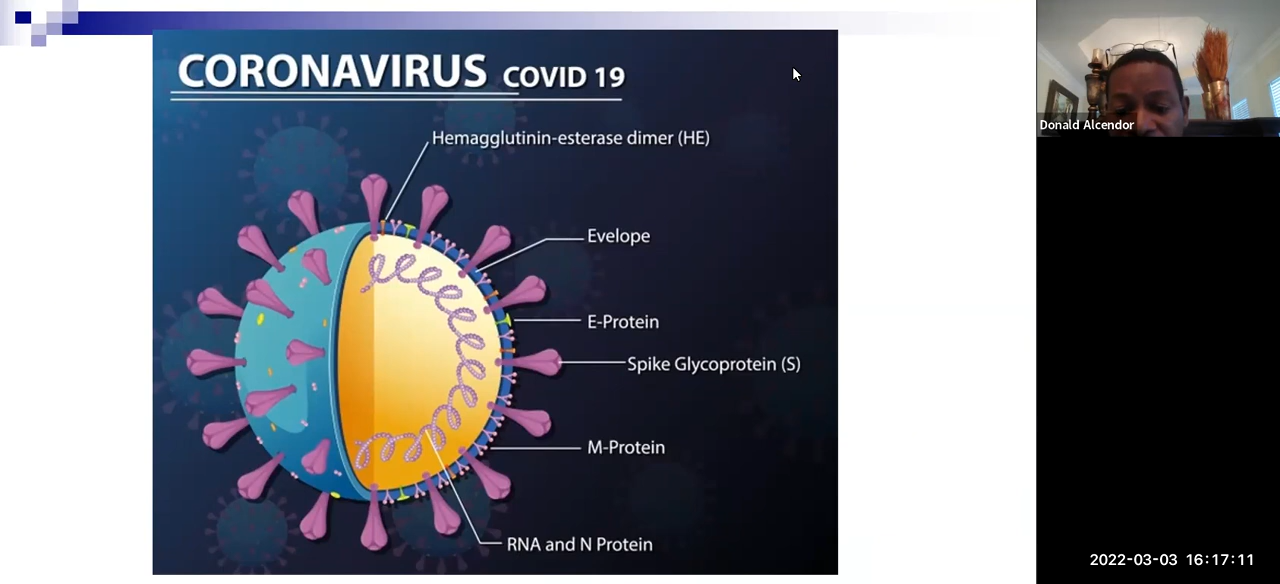 CORONAVIRUS COVID 19
Hemagglutinin-esterase dimer (HE)
Evelope
E-Protein
Spike Glycoprotein (S)
M-Protein
RNA and N Protein
Donald Alcendor
2022-03-03 16:17:11